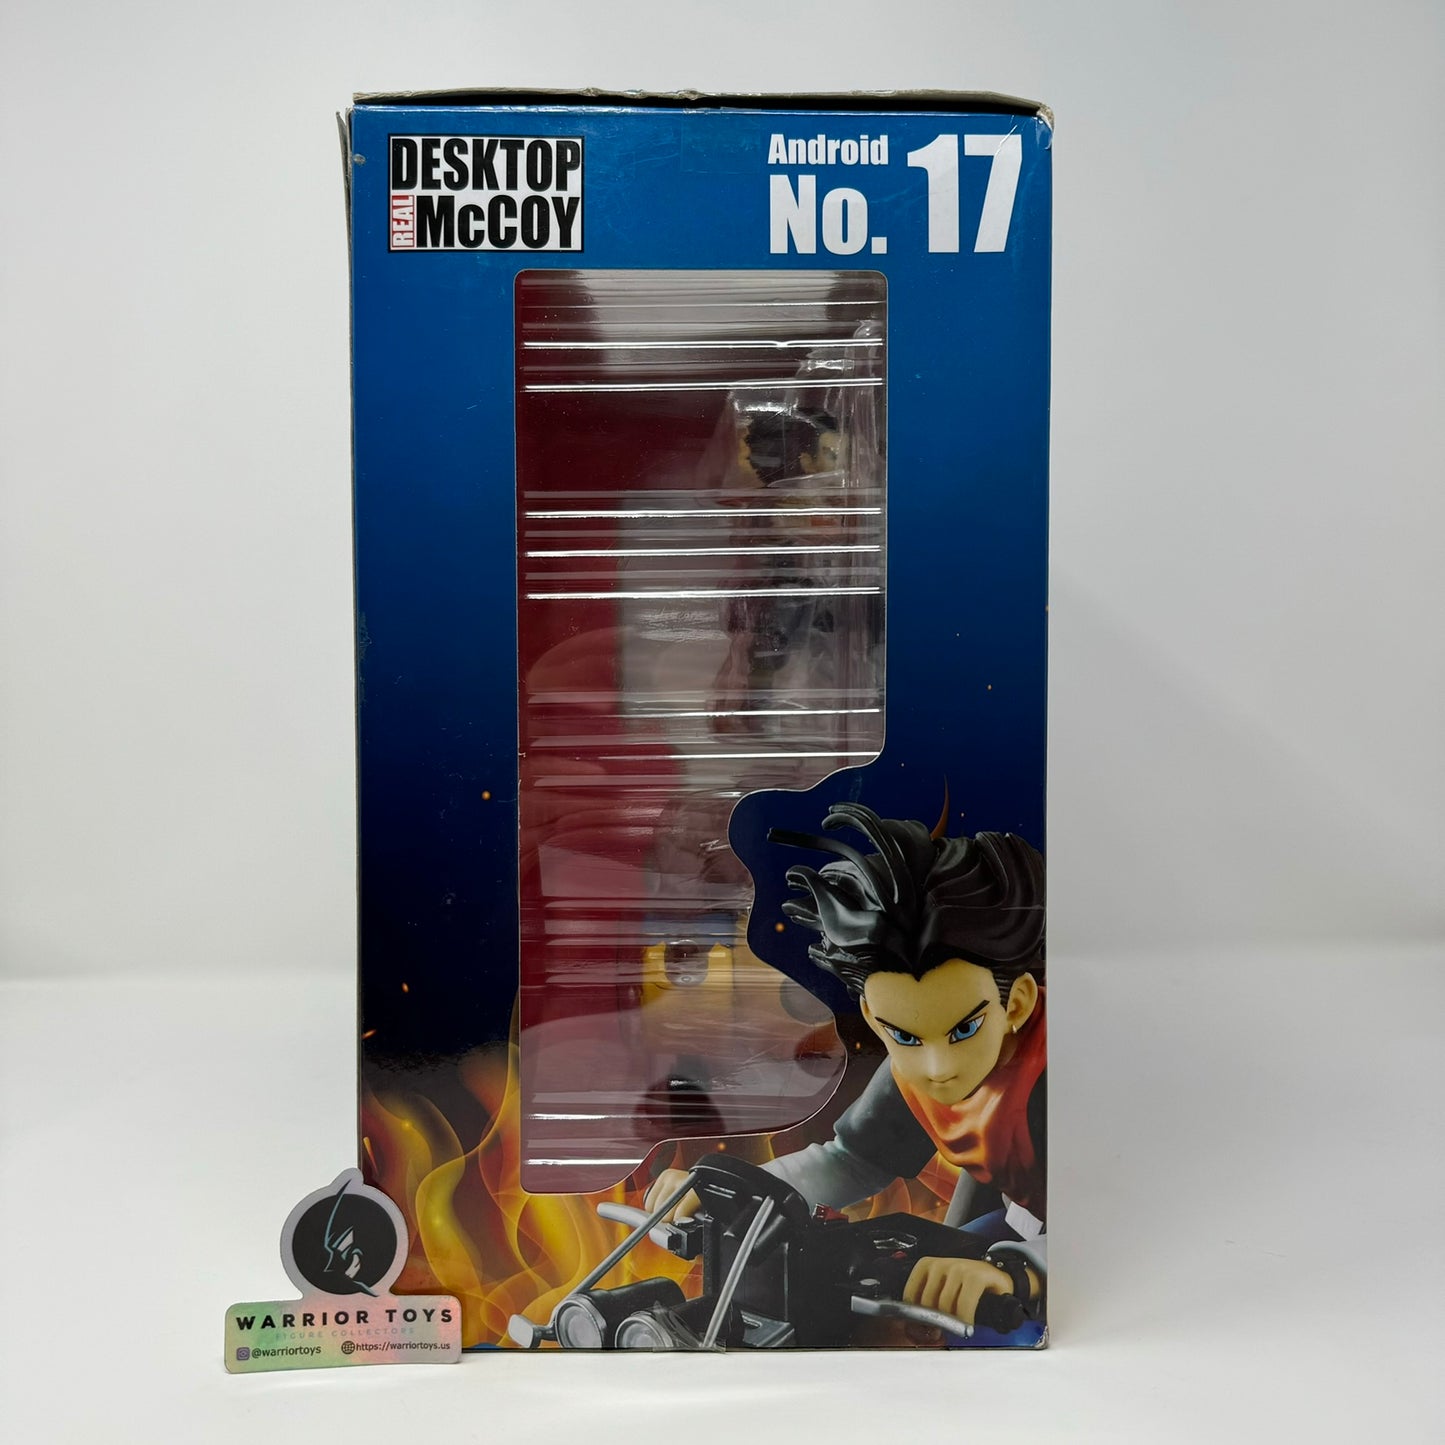 DESKTOP
REAL McCOY
Android
No. 17
WARRIOR TOYS
FIGURE COLLECTORS
@warriortoys https://warriortoys.us